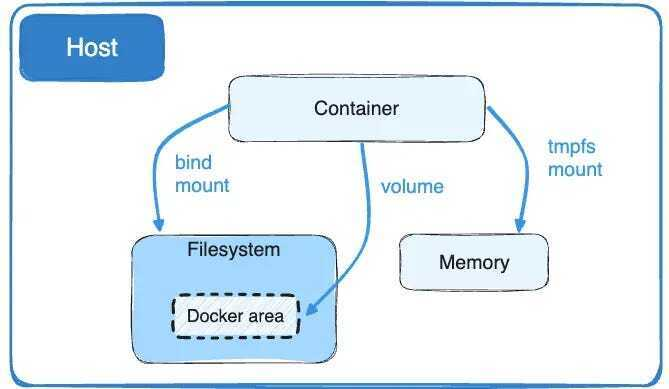 Host
Container
bind
mount
volume
tmpfs
mount
Filesystem
Docker area
Memory